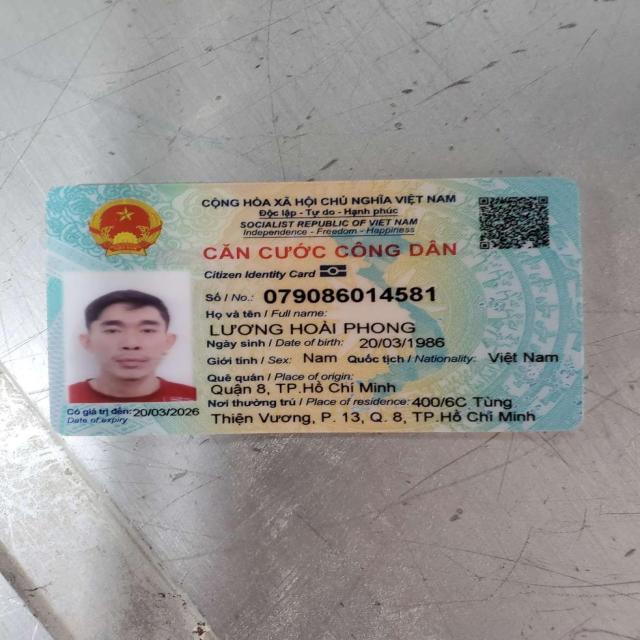 CỘNG HÒA XÃ HỘI CHỦ NGHĨA VIỆT NAM
Độc lập - Tự do - Hạnh phúc
SOCIALIST REPUBLIC OF VIET NAM
Independence - Freedom - Happiness
CĂN CƯỚC CÔNG DÂN
Citizen Identity Card
Số / No.: 079086014581
Họ và tên / Full name:
LƯƠNG HOÀI PHONG
Ngày sinh / Date of birth: 20/03/1986
Giới tính / Sex: Nam Quốc tịch / Nationality: Việt Nam
Quê quán / Place of origin:
Quận 8, TP.Hồ Chí Minh
Nơi thường trú / Place of residence: 400/6C Tùng
Thiện Vương, P. 13, Q. 8, TP.Hồ Chí Minh
Có giá trị đến: 20/03/2026
Date of expiry